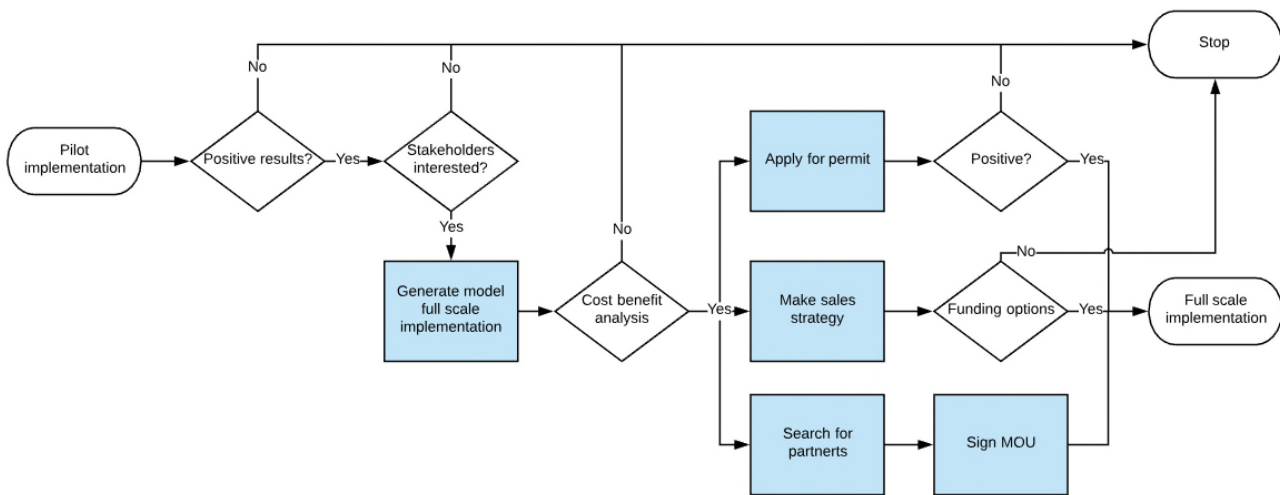 Stop
No
No
No
Pilot
implementation
Positive results?
Yes
Stakeholders
interested?
Apply for permit
Positive?
Yes
Yes
No
No
Generate model
full scale
implementation
Cost benefit
analysis
Yes
Make sales
strategy
Funding options
Yes
Full scale
implementation
Search for
partnerts
Sign MOU